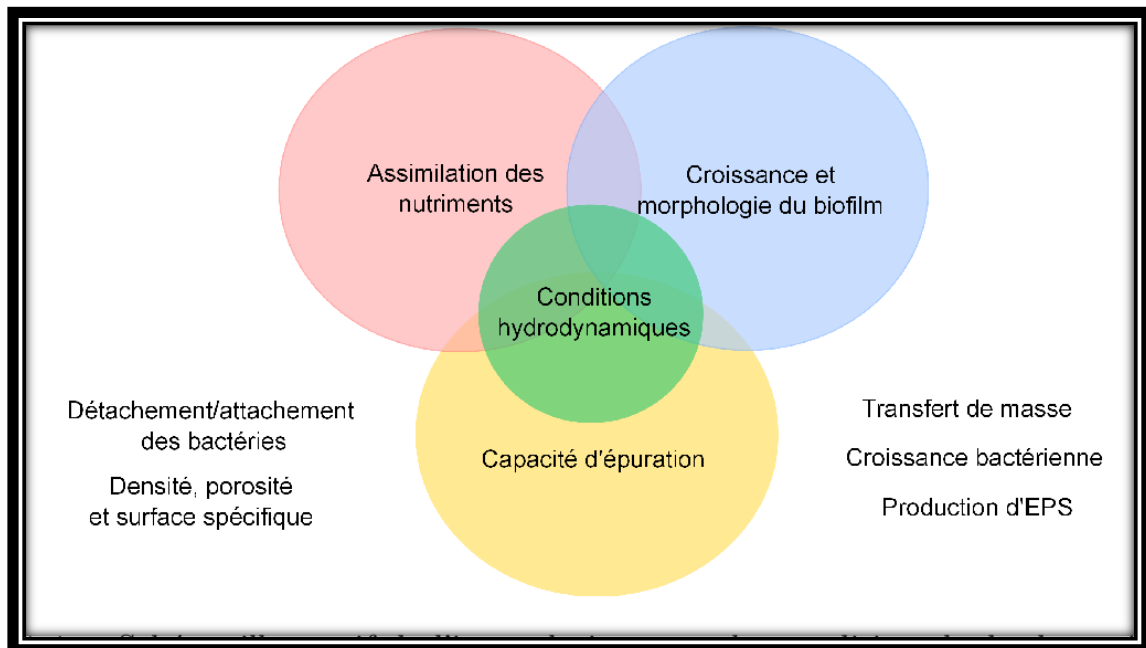 Assimilation des
nutriments
Croissance et
morphologie du biofilm
Conditions
hydrodynamiques
Capacité d'épuration
Détachement/attachement
des bactéries
Densité, porosité
et surface spécifique
Transfert de masse
Croissance bactérienne
Production d'EPS